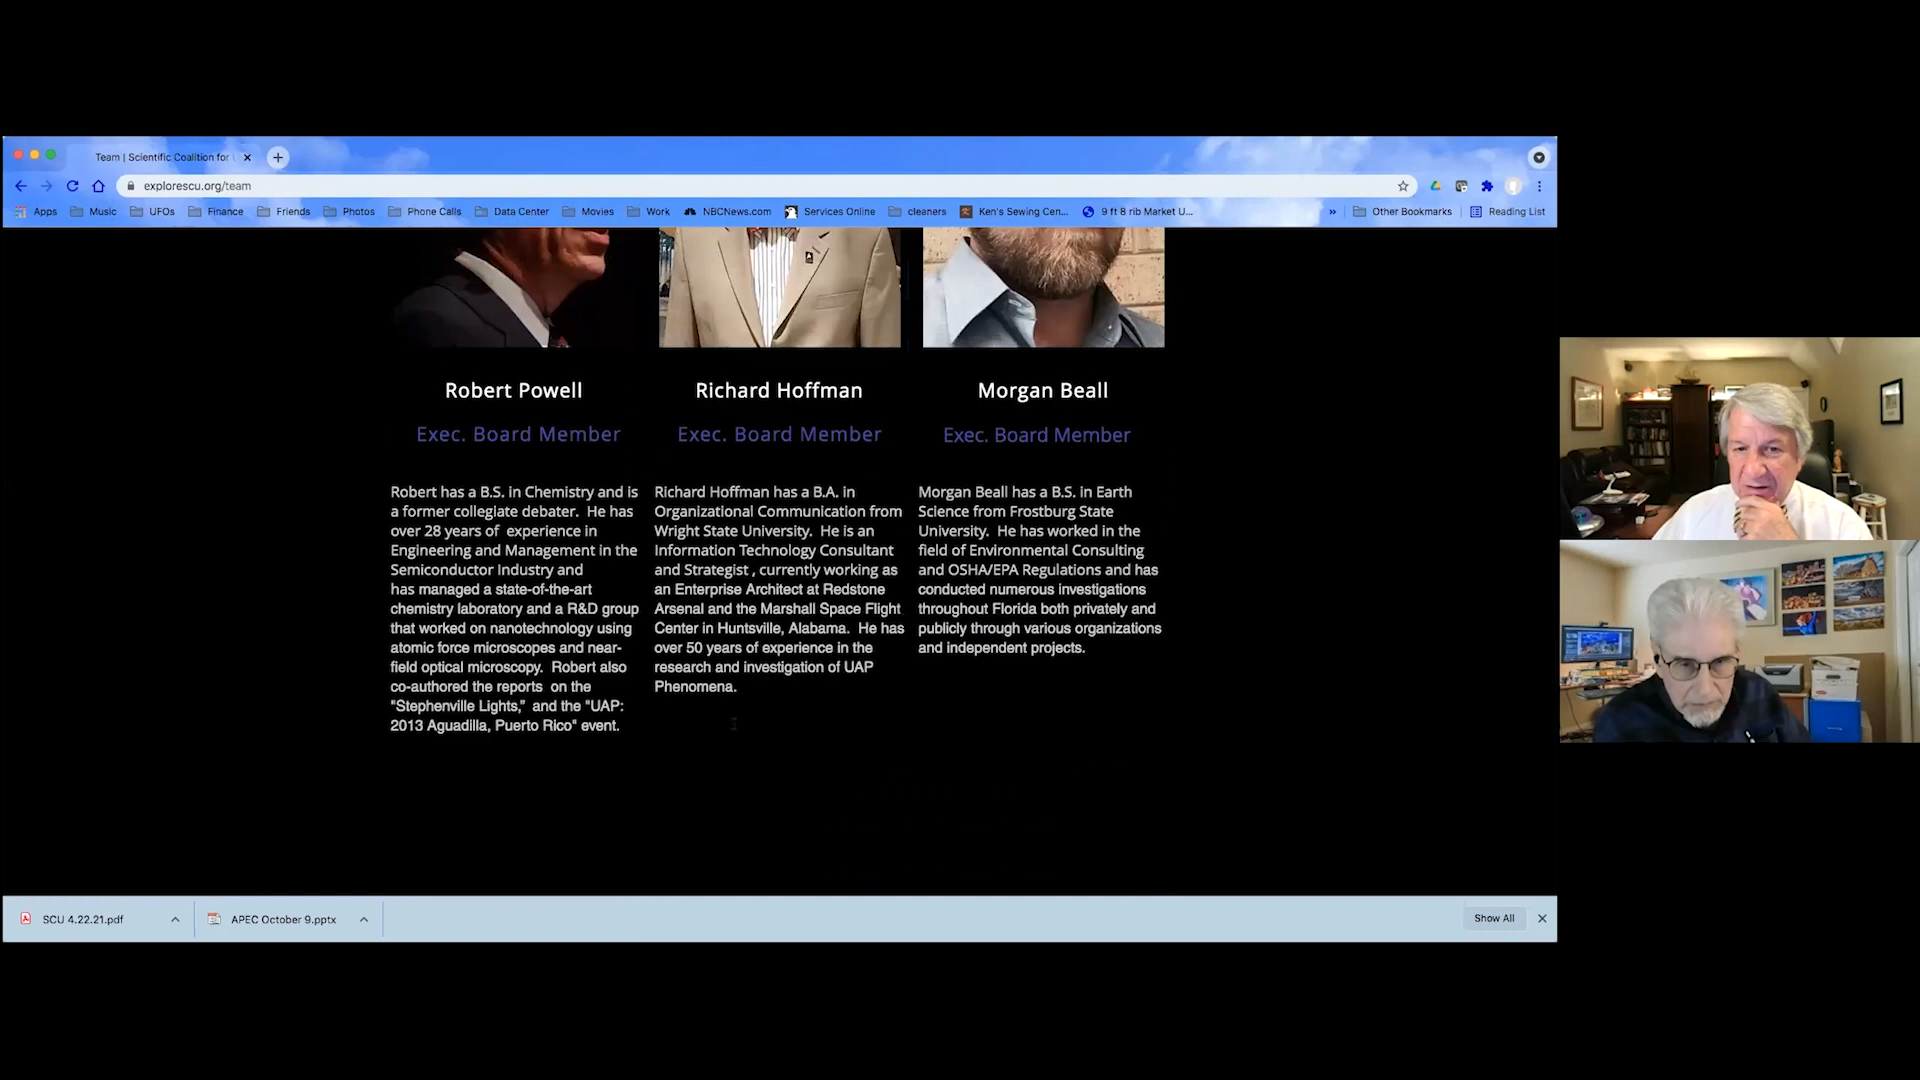 Team | Scientific Coalition for
explorescu.org/team
Apps Music UFOs Finance Friends Photos Phone Calls Data Center Movies Work NBCNews.com Services Online cleaners Ken's Sewing Cen... 9 ft 8 rib Market U... » Other Bookmarks Reading List
Robert Powell
Exec. Board Member
Robert has a B.S. in Chemistry and is
a former collegiate debater. He has
over 28 years of experience in
Engineering and Management in the
Semiconductor Industry and
has managed a state-of-the-art
chemistry laboratory and a R&D group
that worked on nanotechnology using
atomic force microscopes and near-
field optical microscopy. Robert also
co-authored the reports on the
"Stephenville Lights," and the "UAP:
2013 Aguadilla, Puerto Rico" event.
Richard Hoffman
Exec. Board Member
Richard Hoffman has a B.A. in
Organizational Communication from
Wright State University. He is an
Information Technology Consultant
and Strategist , currently working as
an Enterprise Architect at Redstone
Arsenal and the Marshall Space Flight
Center in Huntsville, Alabama. He has
over 50 years of experience in the
research and investigation of UAP
Phenomena.
Morgan Beall
Exec. Board Member
Morgan Beall has a B.S. in Earth
Science from Frostburg State
University. He has worked in the
field of Environmental Consulting
and OSHA/EPA Regulations and has
conducted numerous investigations
throughout Florida both privately and
publicly through various organizations
and independent projects.
SCU 4.22.21.pdf APEC October 9.pptx Show All